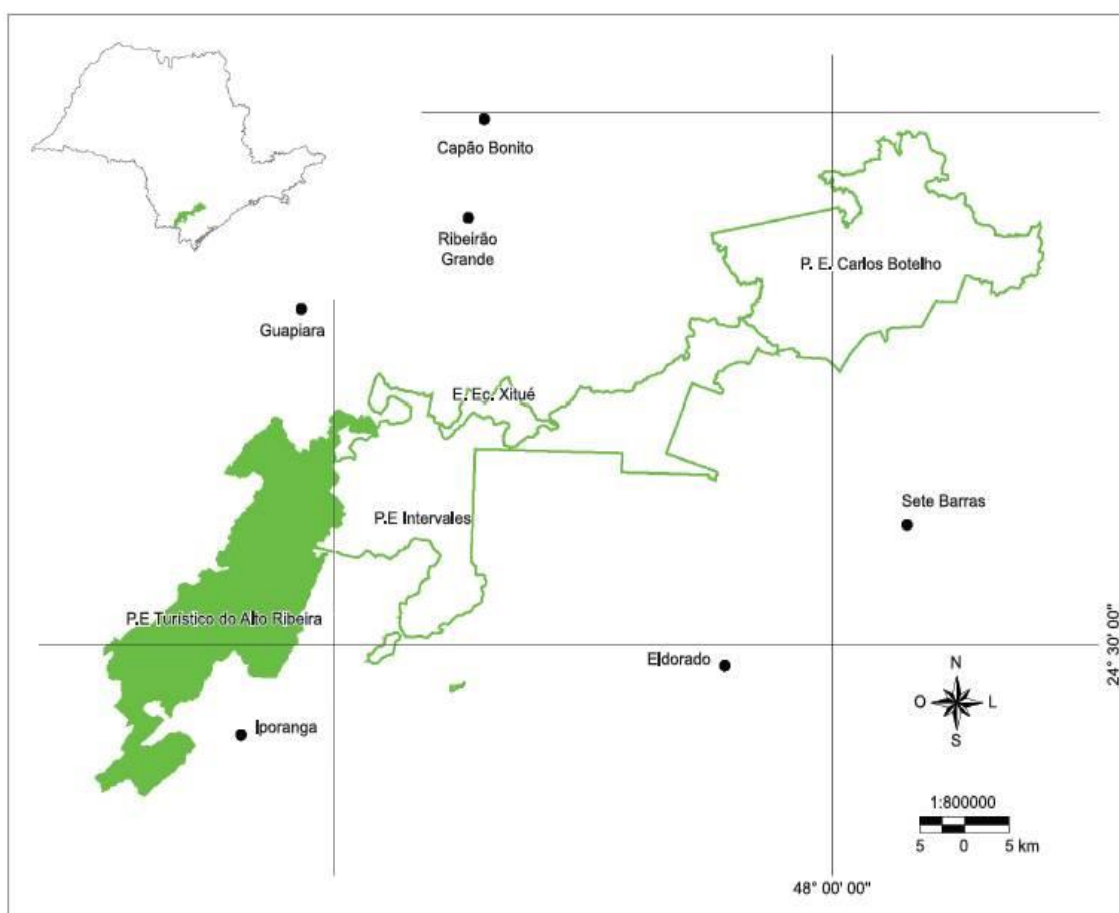 Capão Bonito
Ribeirão
Grande
P. E. Carlos Botelho
Guapiara
E. Ec. Xitué
Sete Barras
P.E Intervales
P.E Turístico do Alto Ribeira
Eldorado
24° 30' 00"
N
O
L
S
Iporanga
1:800000
5 0 5 km
48° 00' 00"